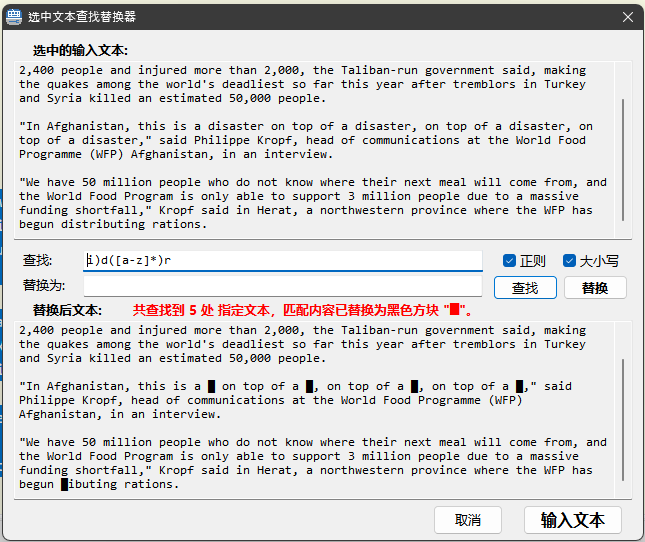 选中文本查找替换器
选中的输入文本:
2,400 people and injured more than 2,000, the Taliban-run government said, making
the quakes among the world's deadliest so far this year after tremblors in Turkey
and Syria killed an estimated 50,000 people.
"In Afghanistan, this is a disaster on top of a disaster, on top of a disaster, on
top of a disaster," said Philippe Kropf, head of communications at the World Food
Programme (WFP) Afghanistan, in an interview.
"We have 50 million people who do not know where their next meal will come from, and
the World Food Program is only able to support 3 million people due to a massive
funding shortfall," Kropf said in Herat, a northwestern province where the WFP has
begun distributing rations.
查找: i)d([a-z]*)r 正则 大小写
替换为: 查找 替换
替换后文本: 共查找到 5 处 指定文本，匹配内容已替换为黑色方块 "█"。
2,400 people and injured more than 2,000, the Taliban-run government said, making
the quakes among the world's deadliest so far this year after tremblors in Turkey
and Syria killed an estimated 50,000 people.
"In Afghanistan, this is a █ on top of a █, on top of a █, on top of a █," said
Philippe Kropf, head of communications at the World Food Programme (WFP)
Afghanistan, in an interview.
"We have 50 million people who do not know where their next meal will come from, and
the World Food Program is only able to support 3 million people due to a massive
funding shortfall," Kropf said in Herat, a northwestern province where the WFP has
begun █ibuting rations.
取消 输入文本